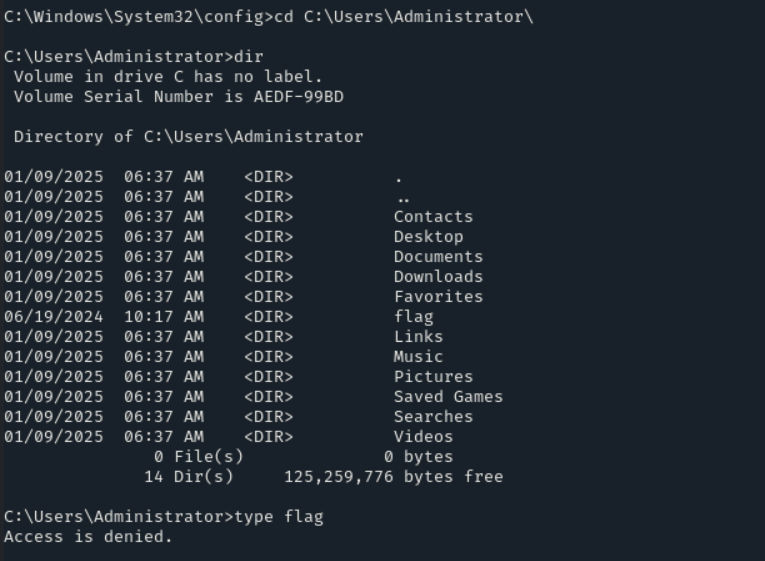 C:\Windows\System32\config>cd C:\Users\Administrator\
C:\Users\Administrator>dir
 Volume in drive C has no label.
 Volume Serial Number is AEDF-99BD
 Directory of C:\Users\Administrator
01/09/2025  06:37 AM    <DIR>          .
01/09/2025  06:37 AM    <DIR>          ..
01/09/2025  06:37 AM    <DIR>          Contacts
01/09/2025  06:37 AM    <DIR>          Desktop
01/09/2025  06:37 AM    <DIR>          Documents
01/09/2025  06:37 AM    <DIR>          Downloads
01/09/2025  06:37 AM    <DIR>          Favorites
06/19/2024  10:17 AM    <DIR>          flag
01/09/2025  06:37 AM    <DIR>          Links
01/09/2025  06:37 AM    <DIR>          Music
01/09/2025  06:37 AM    <DIR>          Pictures
01/09/2025  06:37 AM    <DIR>          Saved Games
01/09/2025  06:37 AM    <DIR>          Searches
01/09/2025  06:37 AM    <DIR>          Videos
               0 File(s)              0 bytes
              14 Dir(s)     125,259,776 bytes free
C:\Users\Administrator>type flag
Access is denied.